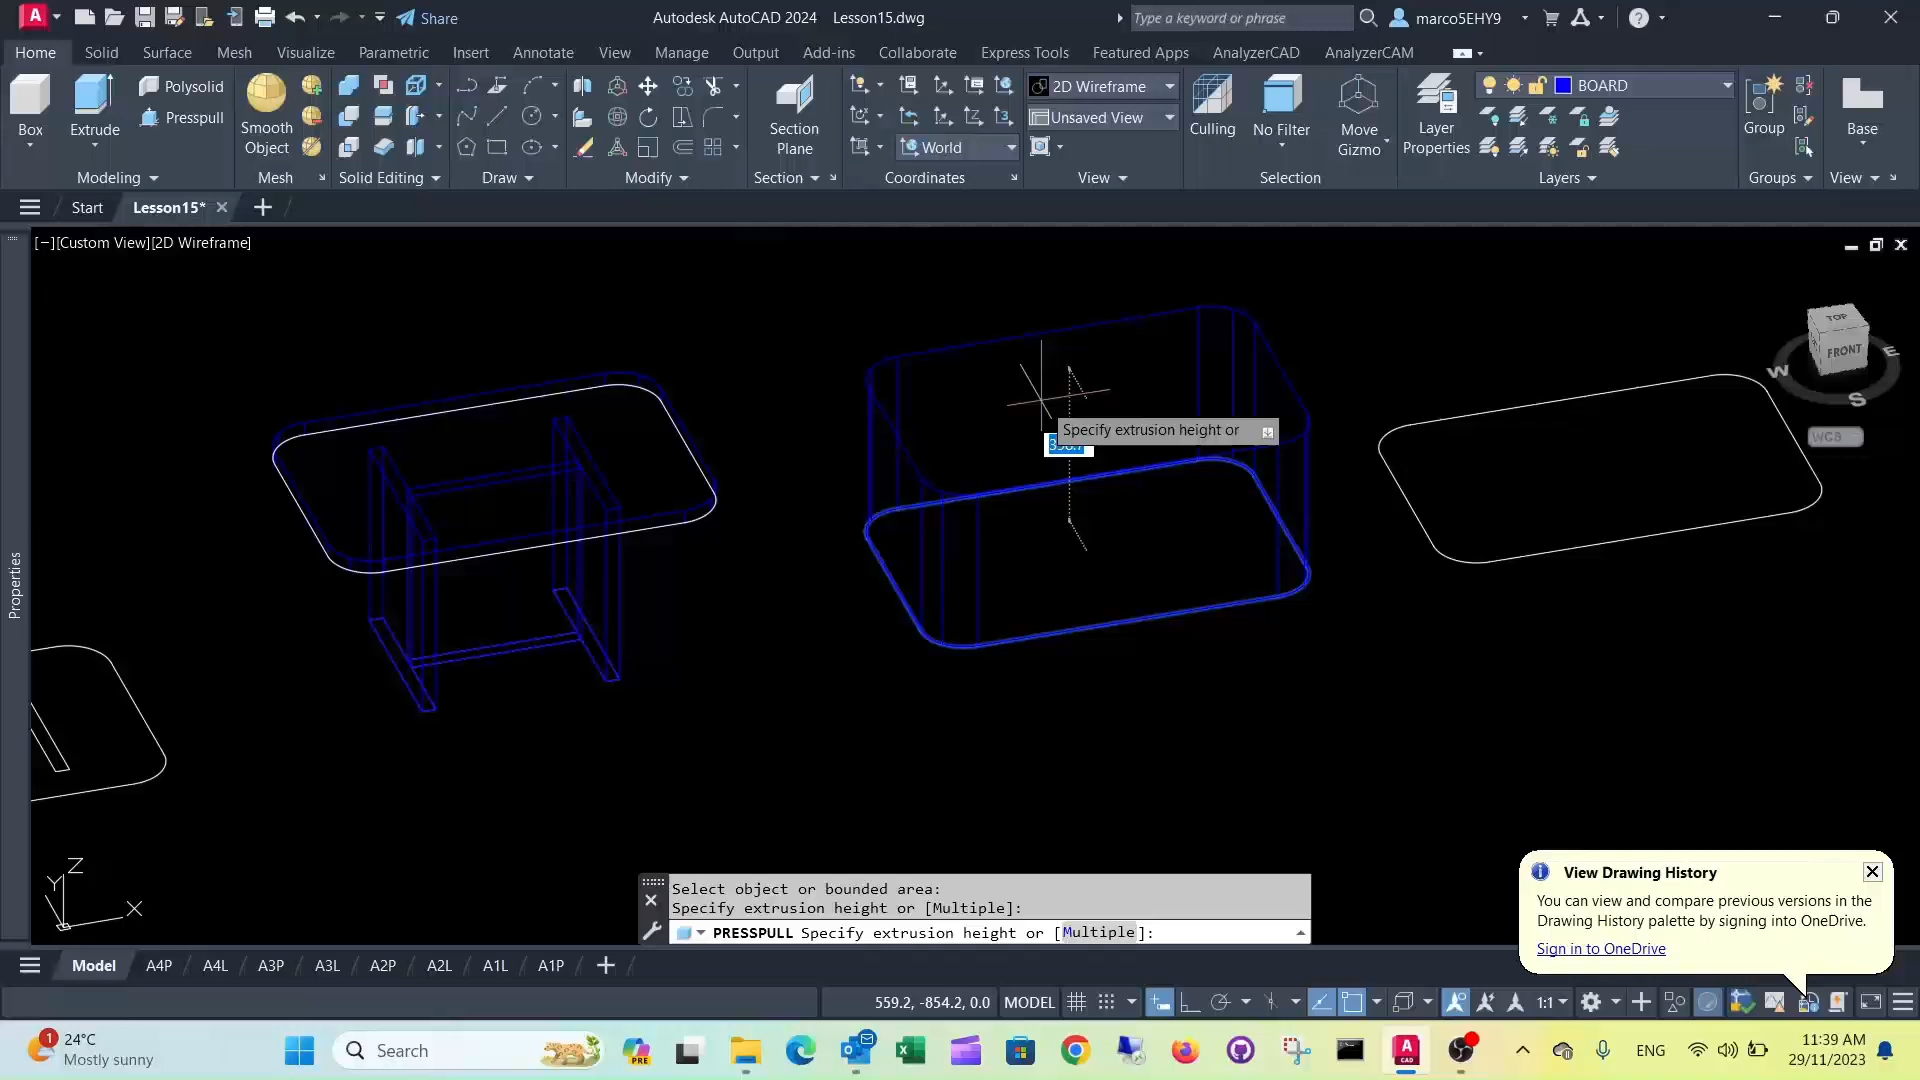 Share
Autodesk AutoCAD 2024 Lesson15.dwg
Type a keyword or phrase
marco5EHY9
Home Solid Surface Mesh Visualize Parametric Insert Annotate View Manage Output Add-ins Collaborate Express Tools Featured Apps AnalyzerCAD AnalyzerCAM
Box
Extrude
Polysolid
Presspull
Smooth Object
Section Plane
World
2D Wireframe
Unsaved View
Culling
No Filter
Move Gizmo
Layer Properties
BOARD
Group
Base
Modeling Mesh Solid Editing Draw Modify Section Coordinates View Selection Layers Groups View
Start Lesson15*
[−][Custom View][2D Wireframe]
TOP
FRONT
W
E
S
WCS
Specify extrusion height or
Properties
Z
Y
X
Select object or bounded area:
Specify extrusion height or [Multiple]:
PRESSPULL Specify extrusion height or [Multiple]:
View Drawing History
You can view and compare previous versions in the
Drawing History palette by signing into OneDrive.
Sign in to OneDrive
Model A4P A4L A3P A3L A2P A2L A1L A1P
559.2, -854.2, 0.0 MODEL 1:1
1
24°C
Mostly sunny
Search
PRE
A
CAD
ENG
11:39 AM
29/11/2023